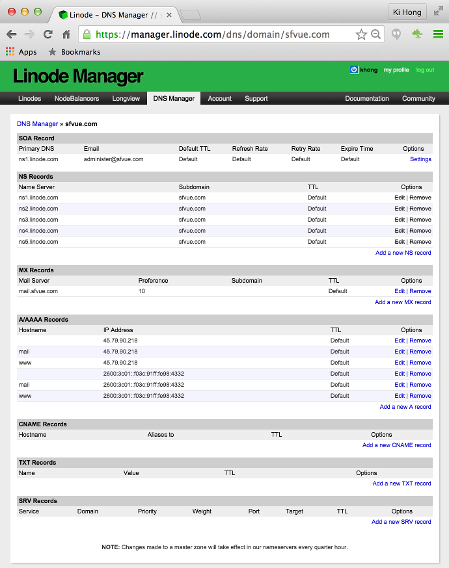 Linode - DNS Manager //
Ki Hong
https://manager.linode.com/dns/domain/sfvue.com
Apps Bookmarks
Linode Manager
khong my profile log out
Linodes NodeBalancers Longview DNS Manager Account Support Documentation Community
DNS Manager » sfvue.com
SOA Record
Primary DNS Email Default TTL Refresh Rate Retry Rate Expire Time Options
ns1.linode.com administer@sfvue.com Default Default Default Default Settings
NS Records
Name Server Subdomain TTL Options
ns1.linode.com sfvue.com Default Edit | Remove
ns2.linode.com sfvue.com Default Edit | Remove
ns3.linode.com sfvue.com Default Edit | Remove
ns4.linode.com sfvue.com Default Edit | Remove
ns5.linode.com sfvue.com Default Edit | Remove
Add a new NS record
MX Records
Mail Server Preference Subdomain TTL Options
mail.sfvue.com 10 Default Edit | Remove
Add a new MX record
A/AAAA Records
Hostname IP Address TTL Options
45.79.90.218 Default Edit | Remove
mail 45.79.90.218 Default Edit | Remove
www 45.79.90.218 Default Edit | Remove
2600:3c01::f03c:91ff:fe98:4332 Default Edit | Remove
mail 2600:3c01::f03c:91ff:fe98:4332 Default Edit | Remove
www 2600:3c01::f03c:91ff:fe98:4332 Default Edit | Remove
Add a new A record
CNAME Records
Hostname Aliases to TTL Options
Add a new CNAME record
TXT Records
Name Value TTL Options
Add a new TXT record
SRV Records
Service Domain Priority Weight Port Target TTL Options
Add a new SRV record
NOTE: Changes made to a master zone will take effect in our nameservers every quarter hour.